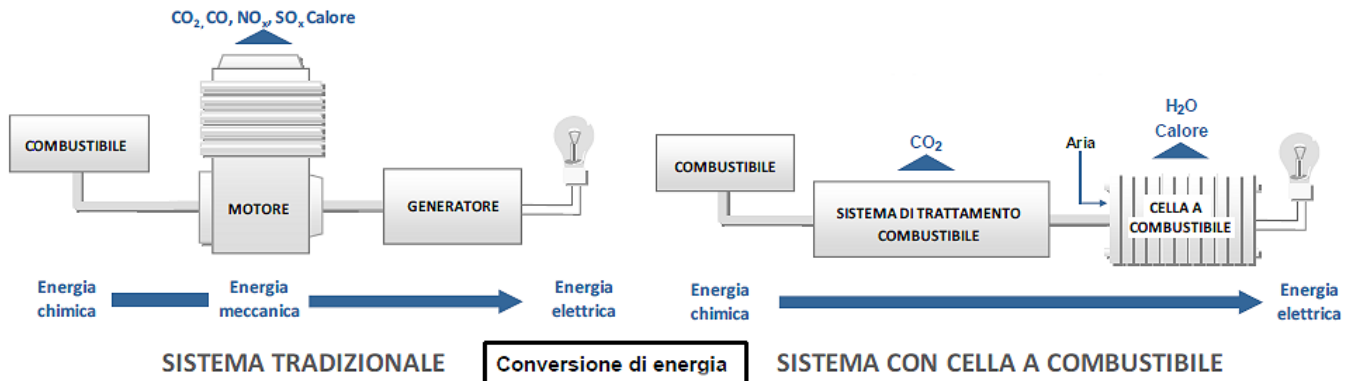 CO2, CO, NOx, SOx Calore
COMBUSTIBILE
MOTORE
GENERATORE
Energia
chimica
Energia
meccanica
Energia
elettrica
SISTEMA TRADIZIONALE
Conversione di energia
COMBUSTIBILE
CO2
SISTEMA DI TRATTAMENTO
COMBUSTIBILE
Aria
H2O
Calore
CELLA A
COMBUSTIBILE
Energia
chimica
Energia
elettrica
SISTEMA CON CELLA A COMBUSTIBILE